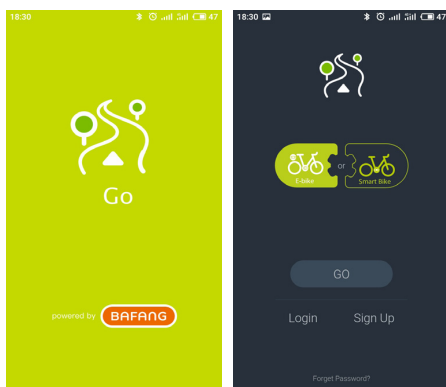 18:30 47
Go
powered by BAFANG
18:30 47
E-bike or Smart Bike
GO
Login Sign Up
Forget Password?